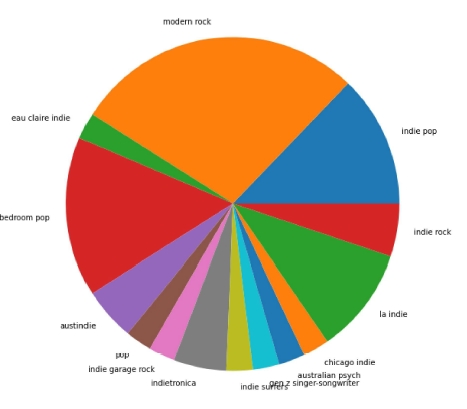 modern rock
eau claire indie
indie pop
bedroom pop
indie rock
la indie
austindie
pop
chicago indie
indie garage rock
australian psych
indietronica
indie surfers
gen z singer-songwriter